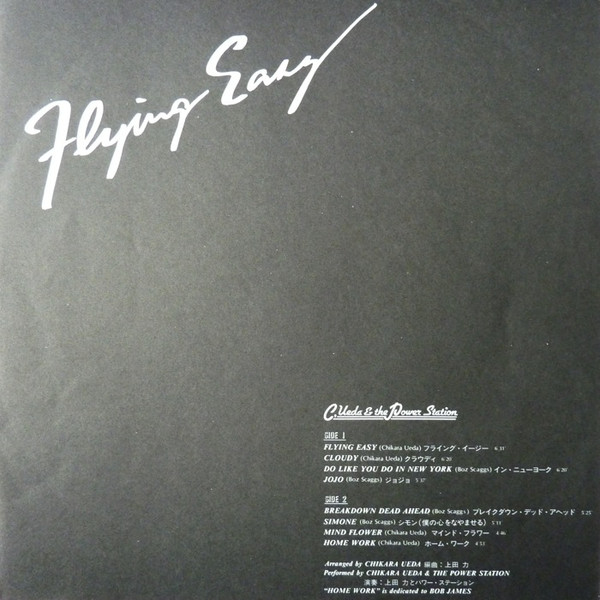 Flying Easy
C. Ueda & the Power Station
SIDE 1
FLYING EASY (Chikara Ueda) フライング・イージー 6'31"
CLOUDY (Chikara Ueda) クラウディ 6'20"
DO LIKE YOU DO IN NEW YORK (Boz Scaggs) イン・ニューヨーク 6'20"
JOJO (Boz Scaggs) ジョジョ 5'37"
SIDE 2
BREAKDOWN DEAD AHEAD (Boz Scaggs) ブレイクダウン・デッド・アヘッド 5'25"
SIMONE (Boz Scaggs) シモン(僕の心をなやませる) 5'11"
MIND FLOWER (Chikara Ueda) マインド・フラワー 4'46
HOME WORK (Chikara Ueda) ホーム・ワーク 4'53
Arranged by CHIKARA UEDA 編曲：上田 力
Performed by CHIKARA UEDA & THE POWER STATION
演奏：上田 力とパワー・ステーション
"HOME WORK" is dedicated to BOB JAMES